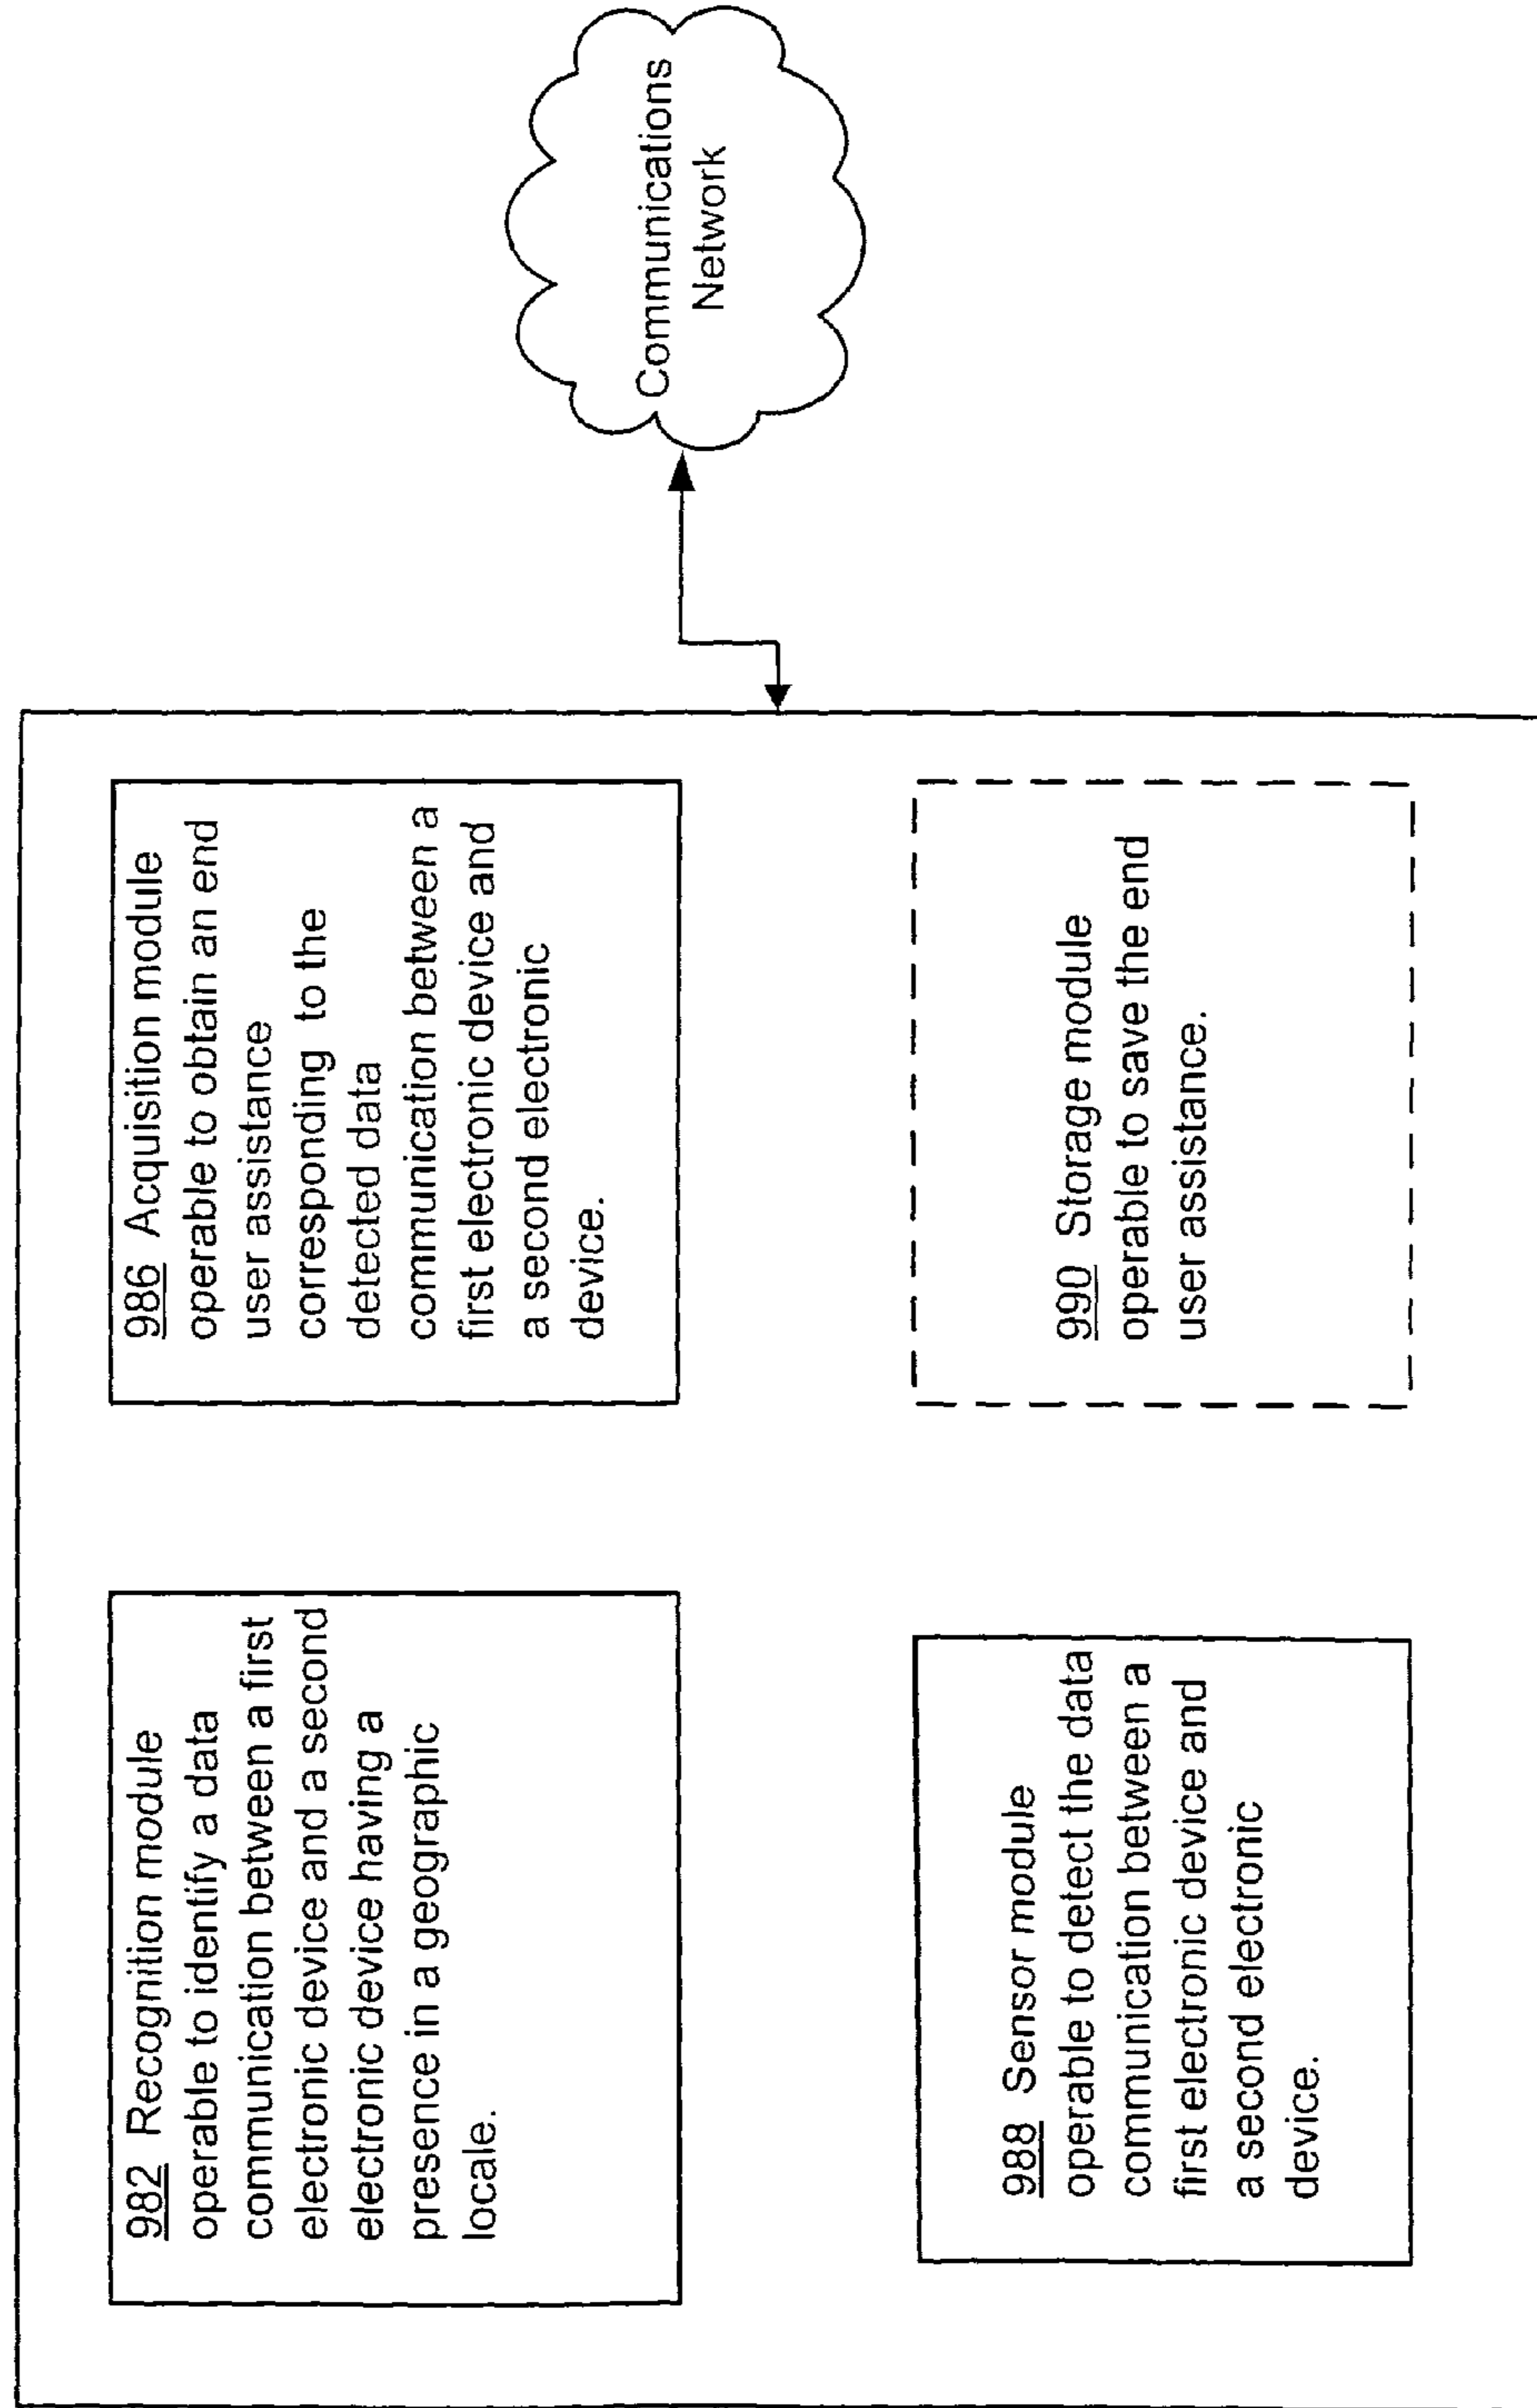 982 Recognition module
operable to identify a data
communication between a first
electronic device and a second
electronic device having a
presence in a geographic
locale.
986 Acquisition module
operable to obtain an end
user assistance
corresponding to the
detected data
communication between a
first electronic device and
a second electronic
device.
988 Sensor module
operable to detect the data
communication between a
first electronic device and
a second electronic
device.
990 Storage module
operable to save the end
user assistance.
Communications
Network